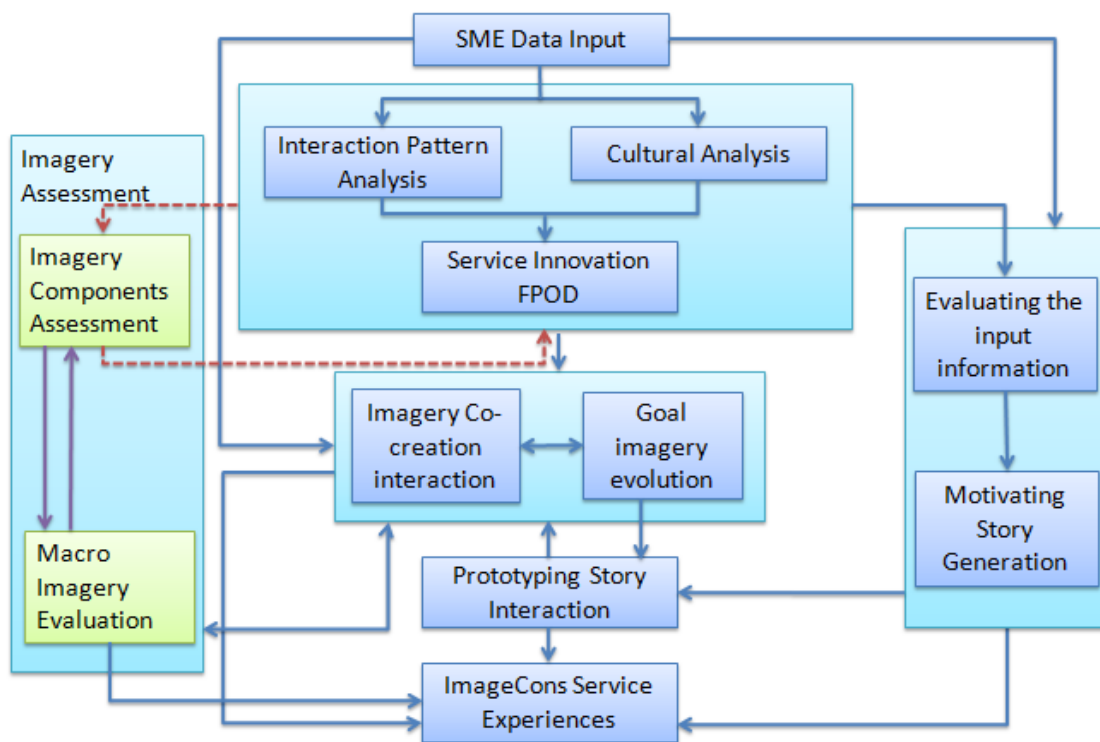 SME Data Input
Interaction Pattern
Analysis
Cultural Analysis
Service Innovation
FPOD
Imagery
Assessment
Imagery
Components
Assessment
Macro
Imagery
Evaluation
Imagery Co-
creation
interaction
Goal
imagery
evolution
Evaluating the
input
information
Motivating
Story
Generation
Prototyping Story
Interaction
ImageCons Service
Experiences